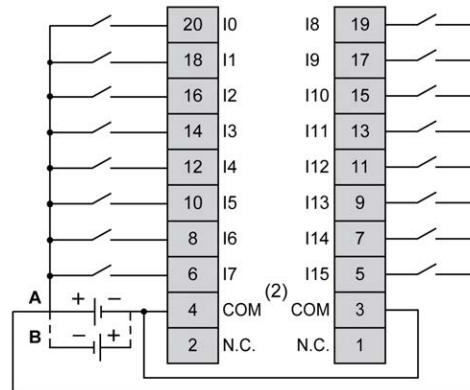 20 I0 I8 19
18 I1 I9 17
16 I2 I10 15
14 I3 I11 13
12 I4 I12 11
10 I5 I13 9
8 I6 I14 7
6 I7 I15 5
(2)
A + − 4 COM COM 3
B − + 2 N.C. N.C. 1